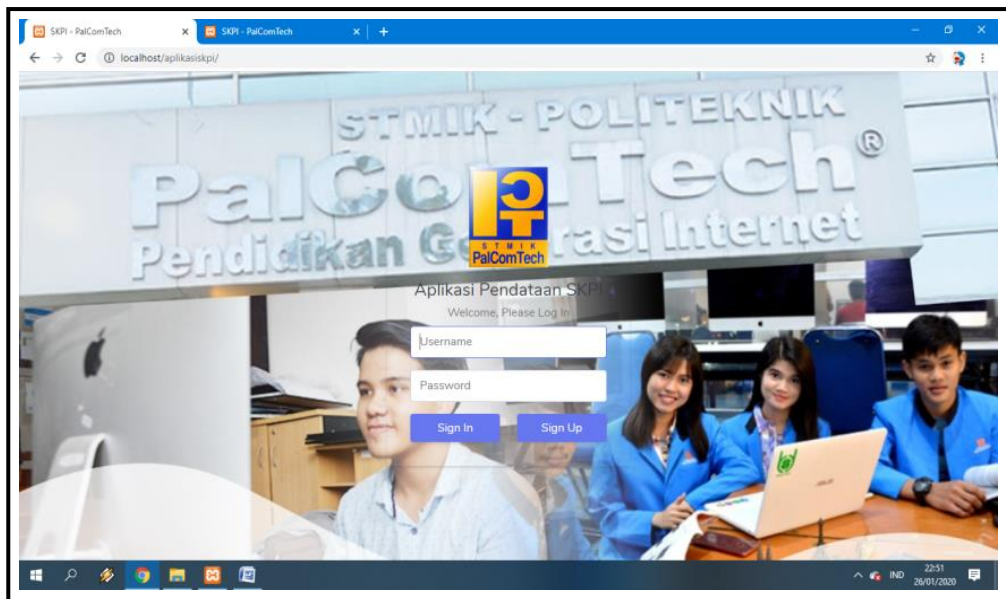 SKPI - PalComTech
SKPI - PalComTech
localhost/aplikasiskpi/
STMIK - POLITEKNIK
PalComTech®
Pendidikan Generasi Internet
STMIK
PalComTech
Aplikasi Pendataan SKPI
Welcome, Please Log In
Username
Password
Sign In
Sign Up
IND
22:51
26/01/2020